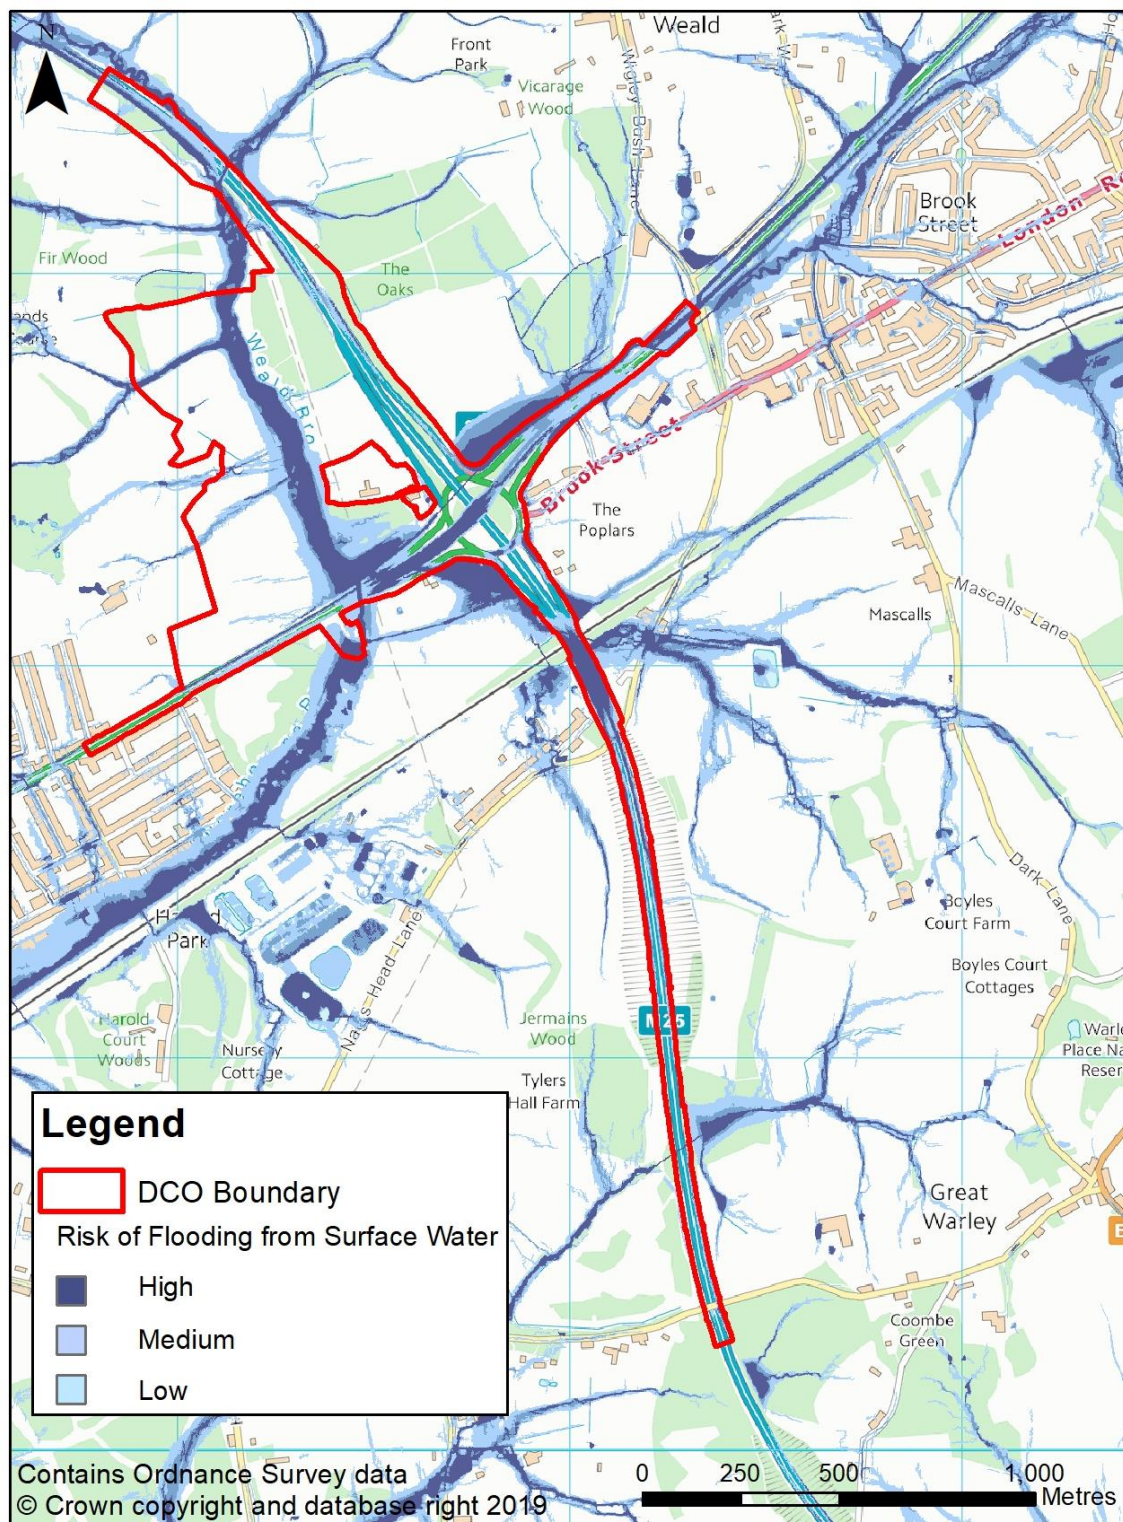 N
Weald
Front
Park
Vicarage
Wood
Wigley Bush Lane
Brook
Street
London
Fir Wood
The
Oaks
Brook Street
The
Poplars
Mascalls
Mascalls Lane
Dark Lane
Boyles
Court Farm
Boyles Court
Cottages
Park
Nags Head Lane
M25
Harold
Court
Woods
Nursery
Cottage
Jermains
Wood
Tylers
Hall Farm
Great
Warley
Coombe
Green
Legend
DCO Boundary
Risk of Flooding from Surface Water
High
Medium
Low
Contains Ordnance Survey data
© Crown copyright and database right 2019
0 250 500 1,000
Metres